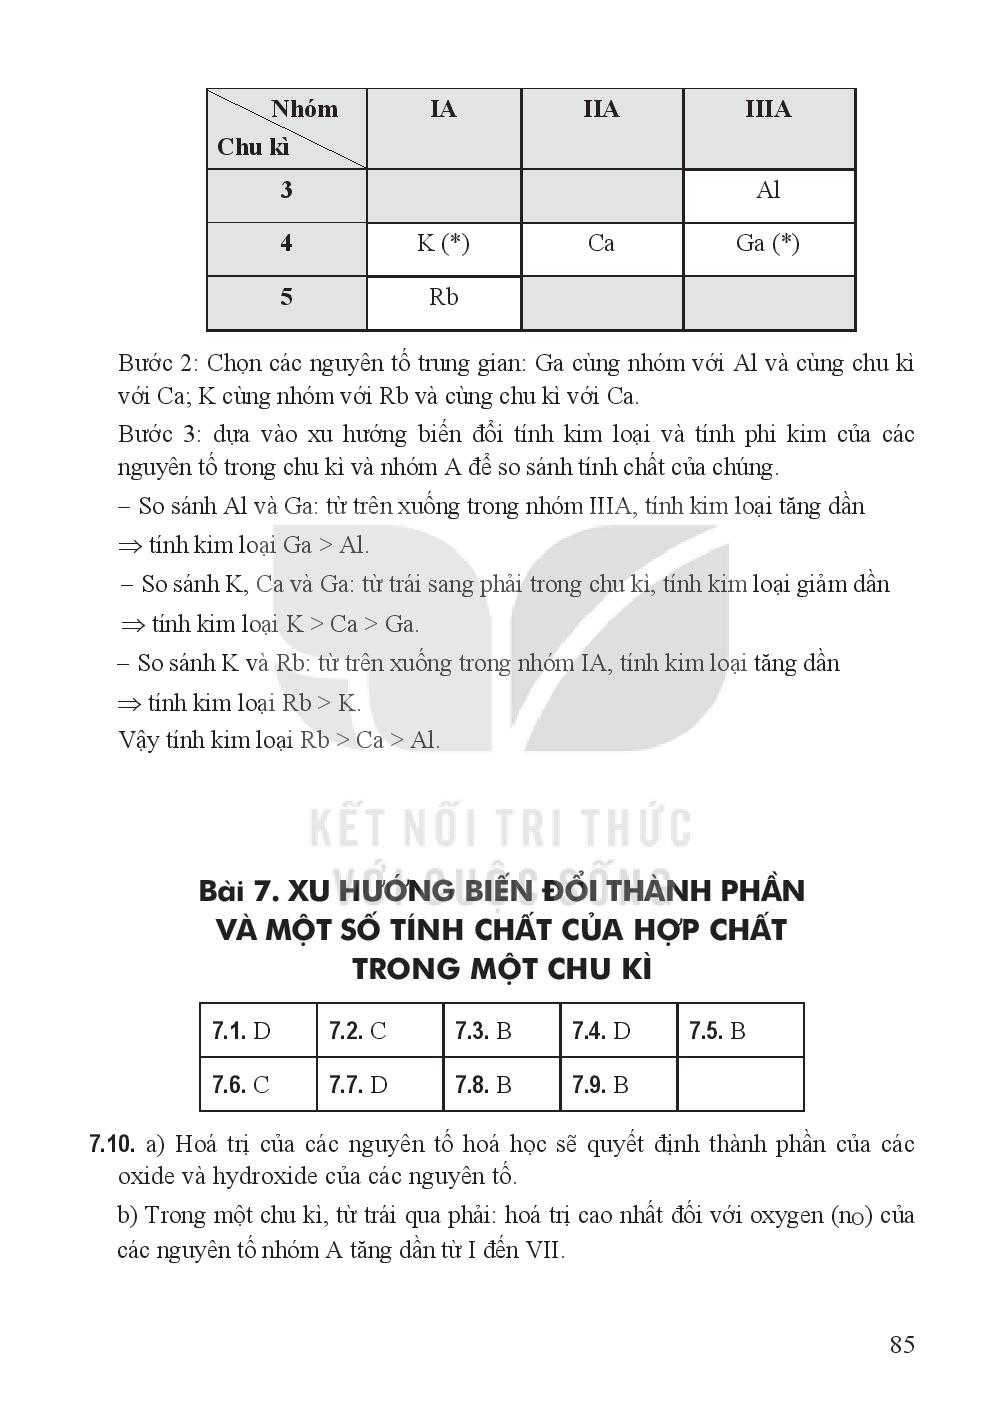 Nhóm IA IIA IIIA
Chu kì
3 Al
4 K (*) Ca Ga (*)
5 Rb
Bước 2: Chọn các nguyên tố trung gian: Ga cùng nhóm với Al và cùng chu kì
với Ca; K cùng nhóm với Rb và cùng chu kì với Ca.
Bước 3: dựa vào xu hướng biến đổi tính kim loại và tính phi kim của các
nguyên tố trong chu kì và nhóm A để so sánh tính chất của chúng.
– So sánh Al và Ga: từ trên xuống trong nhóm IIIA, tính kim loại tăng dần
⇒ tính kim loại Ga > Al.
– So sánh K, Ca và Ga: từ trái sang phải trong chu kì, tính kim loại giảm dần
⇒ tính kim loại K > Ca > Ga.
– So sánh K và Rb: từ trên xuống trong nhóm IA, tính kim loại tăng dần
⇒ tính kim loại Rb > K.
Vậy tính kim loại Rb > Ca > Al.
KẾT NỐI TRI THỨC
VỚI CUỘC SỐNG
Bài 7. XU HƯỚNG BIẾN ĐỔI THÀNH PHẦN
VÀ MỘT SỐ TÍNH CHẤT CỦA HỢP CHẤT
TRONG MỘT CHU KÌ
7.1. D 7.2. C 7.3. B 7.4. D 7.5. B
7.6. C 7.7. D 7.8. B 7.9. B
7.10. a) Hoá trị của các nguyên tố hoá học sẽ quyết định thành phần của các
oxide và hydroxide của các nguyên tố.
b) Trong một chu kì, từ trái qua phải: hoá trị cao nhất đối với oxygen (nO) của
các nguyên tố nhóm A tăng dần từ I đến VII.
85